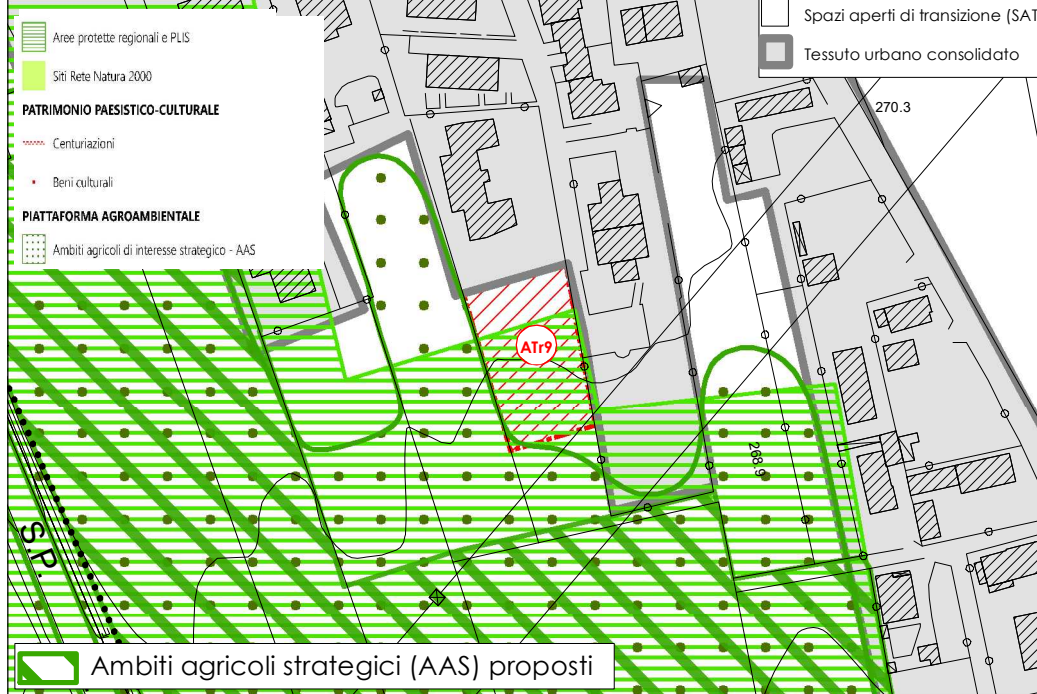 Aree protette regionali e PLIS
Siti Rete Natura 2000
PATRIMONIO PAESISTICO-CULTURALE
Centuriazioni
Beni culturali
PIATTAFORMA AGROAMBIENTALE
Ambiti agricoli di interesse strategico - AAS
Spazi aperti di transizione (SAT
Tessuto urbano consolidato
270.3
ATr9
268.9
S.P.
Ambiti agricoli strategici (AAS) proposti